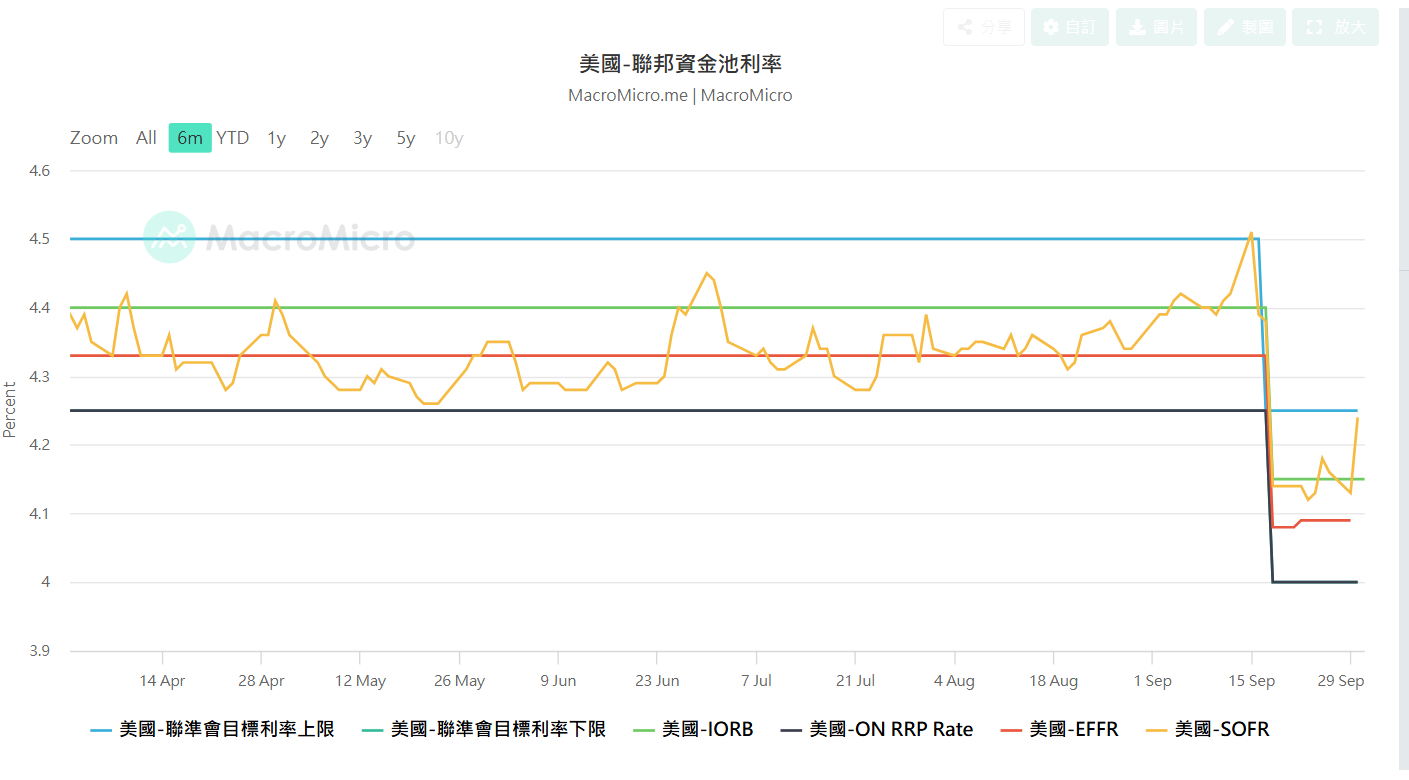 分享 自訂 圖片 製圖 放大
美國-聯邦資金池利率
MacroMicro.me | MacroMicro
Zoom All 6m YTD 1y 2y 3y 5y 10y
MacroMicro
Percent
4.6
4.5
4.4
4.3
4.2
4.1
4
3.9
14 Apr 28 Apr 12 May 26 May 9 Jun 23 Jun 7 Jul 21 Jul 4 Aug 18 Aug 1 Sep 15 Sep 29 Sep
美國-聯準會目標利率上限 美國-聯準會目標利率下限 美國-IORB 美國-ON RRP Rate 美國-EFFR 美國-SOFR